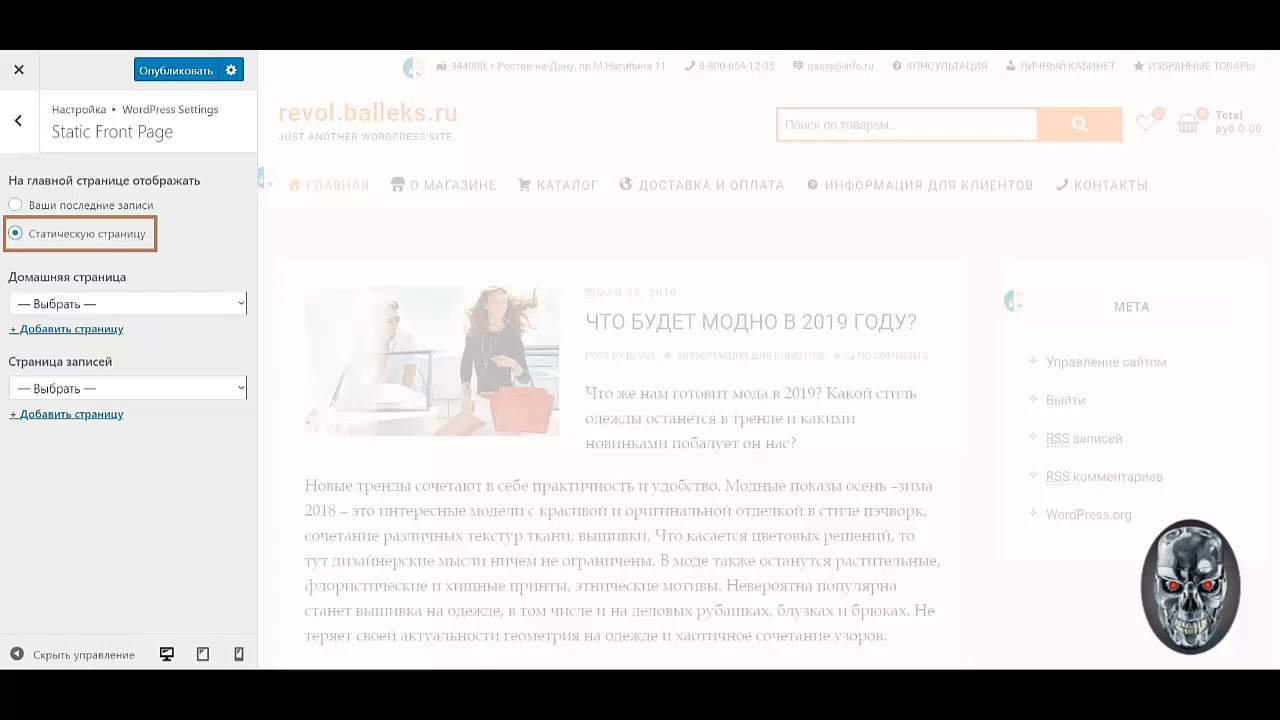 Опубликовать
Настройка ▸ WordPress Settings
Static Front Page
На главной странице отображать
Ваши последние записи
Статическую страницу
Домашняя страница
— Выбрать —
+ Добавить страницу
Страница записей
— Выбрать —
+ Добавить страницу
Скрыть управление
344000, г.Ростов-на-Дону, пр.М.Нагибина 11
8-800-654-12-35
gassy@info.ru
КОНСУЛЬТАЦИЯ
ЛИЧНЫЙ КАБИНЕТ
ИЗБРАННЫЕ ТОВАРЫ
revol.balleks.ru
JUST ANOTHER WORDPRESS SITE
Поиск по товарам...
0
0
Total
руб.0.00
ГЛАВНАЯ
О МАГАЗИНЕ
КАТАЛОГ
ДОСТАВКА И ОПЛАТА
ИНФОРМАЦИЯ ДЛЯ КЛИЕНТОВ
КОНТАКТЫ
МАЙ 28, 2019
ЧТО БУДЕТ МОДНО В 2019 ГОДУ?
POST BY REVOL ИНФОРМАЦИЯ ДЛЯ КЛИЕНТОВ NO COMMENTS
Что же нам готовит мода в 2019? Какой стиль
одежды останется в тренде и какими
новинками побалует он нас?
Новые тренды сочетают в себе практичность и удобство. Модные показы осень –зима
2018 – это интересные модели с красивой и оригинальной отделкой в стиле пэчворк,
сочетание различных текстур ткани, вышивки. Что касается цветовых решений, то
тут дизайнерские мысли ничем не ограничены. В моде также останутся растительные,
флористические и хищные принты, этнические мотивы. Невероятна популярна
станет вышивка на одежде, в том числе и на деловых рубашках, блузках и брюках. Не
теряет своей актуальности геометрия на одежде и хаотичное сочетание узоров.
МЕТА
Управление сайтом
Выйти
RSS записей
RSS комментариев
WordPress.org